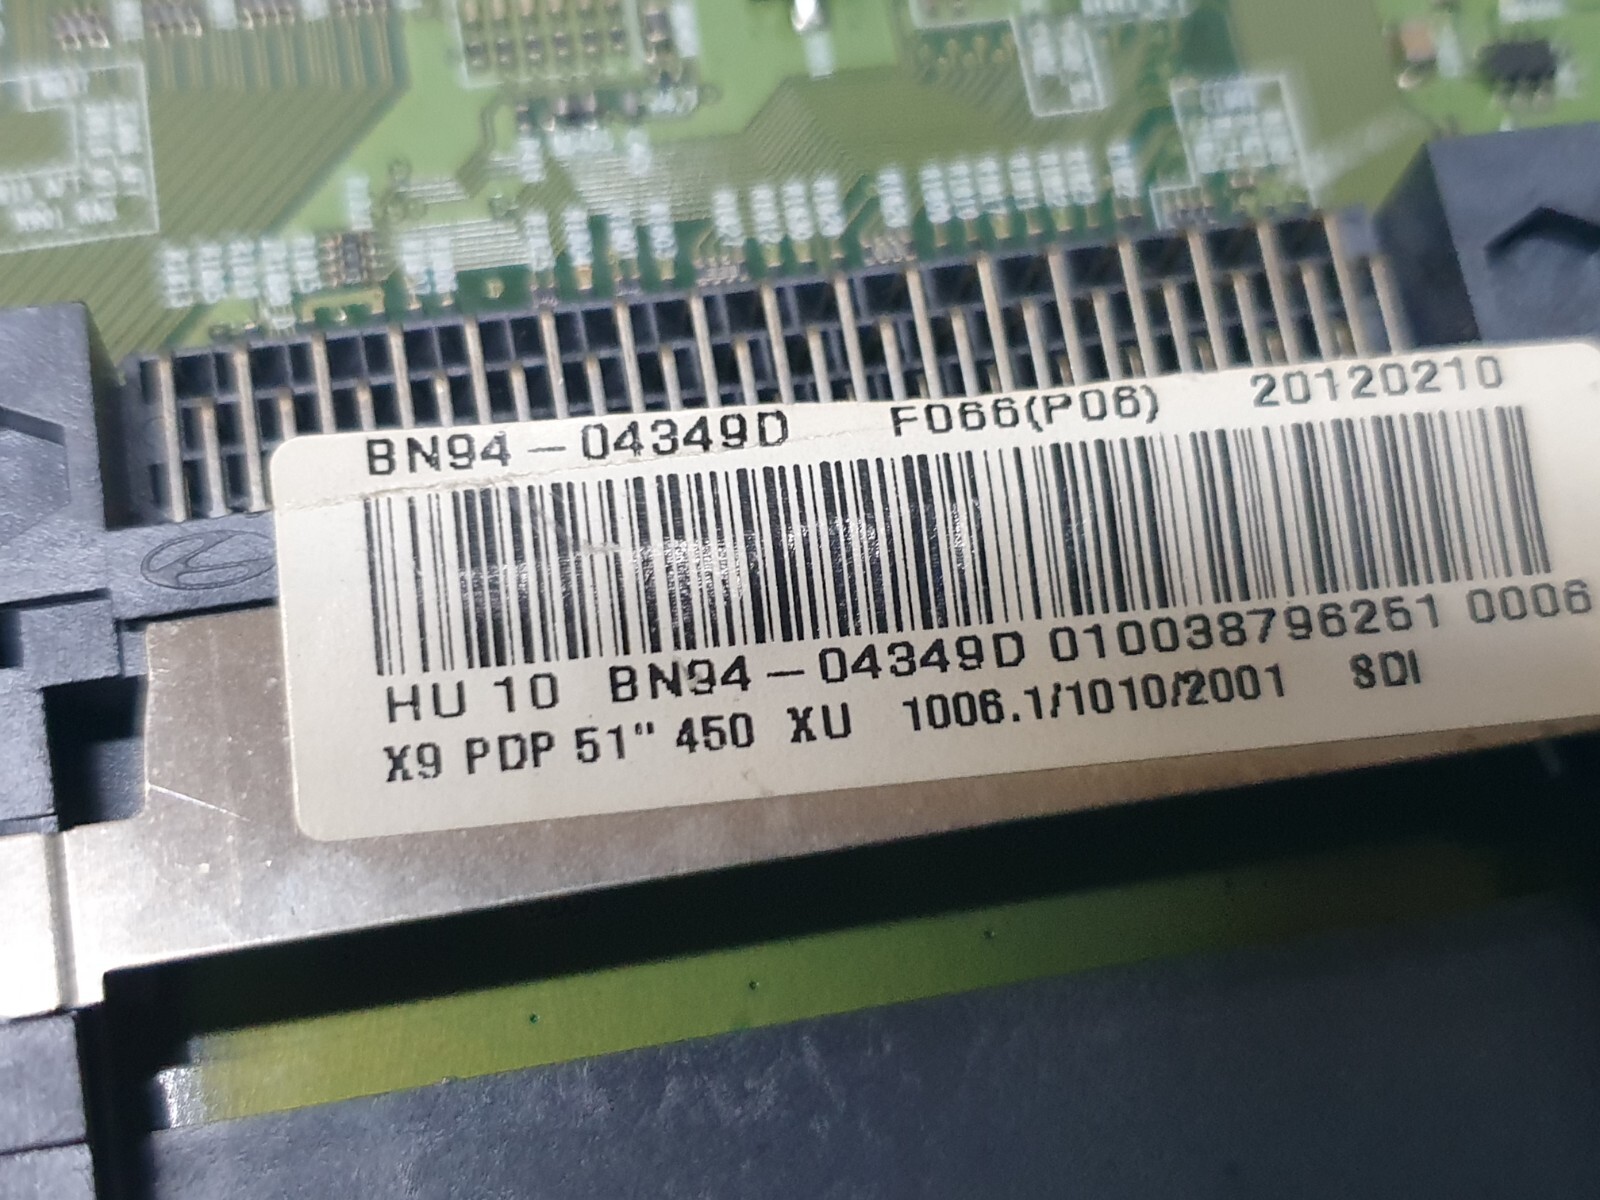 BN94-04349D F066(P06) 20120210
HU 10 BN94-04349D 010038796251 0006
X9 PDP 51" 450 XU 1006.1/1010/2001 SDI